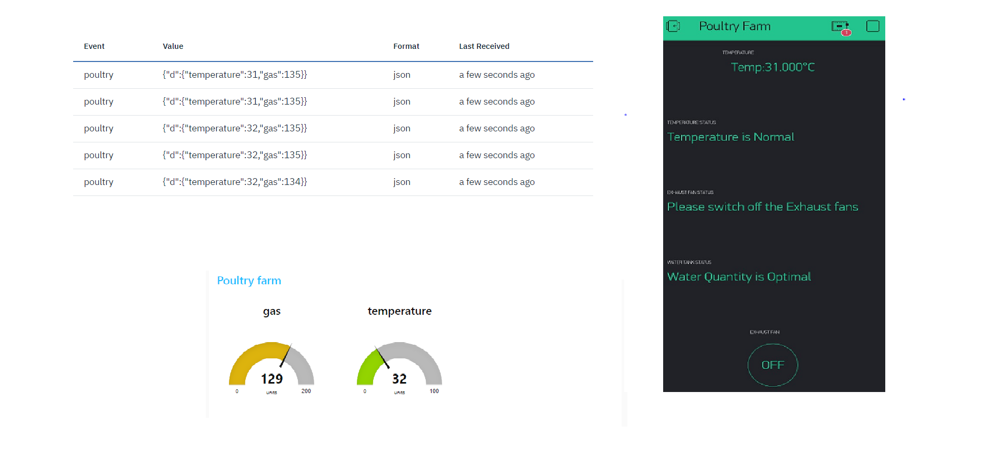 Event Value Format Last Received
poultry {"d":{"temperature":31,"gas":135}} json a few seconds ago
poultry {"d":{"temperature":31,"gas":135}} json a few seconds ago
poultry {"d":{"temperature":32,"gas":135}} json a few seconds ago
poultry {"d":{"temperature":32,"gas":135}} json a few seconds ago
poultry {"d":{"temperature":32,"gas":134}} json a few seconds ago
Poultry farm
gas temperature
129 32
0 units 200 0 units 100
Poultry Farm
1
TEMPERATURE
Temp:31.000°C
TEMPERATURE STATUS
Temperature is Normal
EXHAUST FAN STATUS
Please switch off the Exhaust fans
WATER TANK STATUS
Water Quantity is Optimal
EXHAUST FAN
OFF